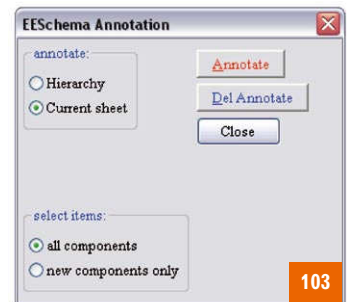 EESchema Annotation
annotate:
Hierarchy
Current sheet
Annotate
Del Annotate
Close
select items:
all components
new components only
103